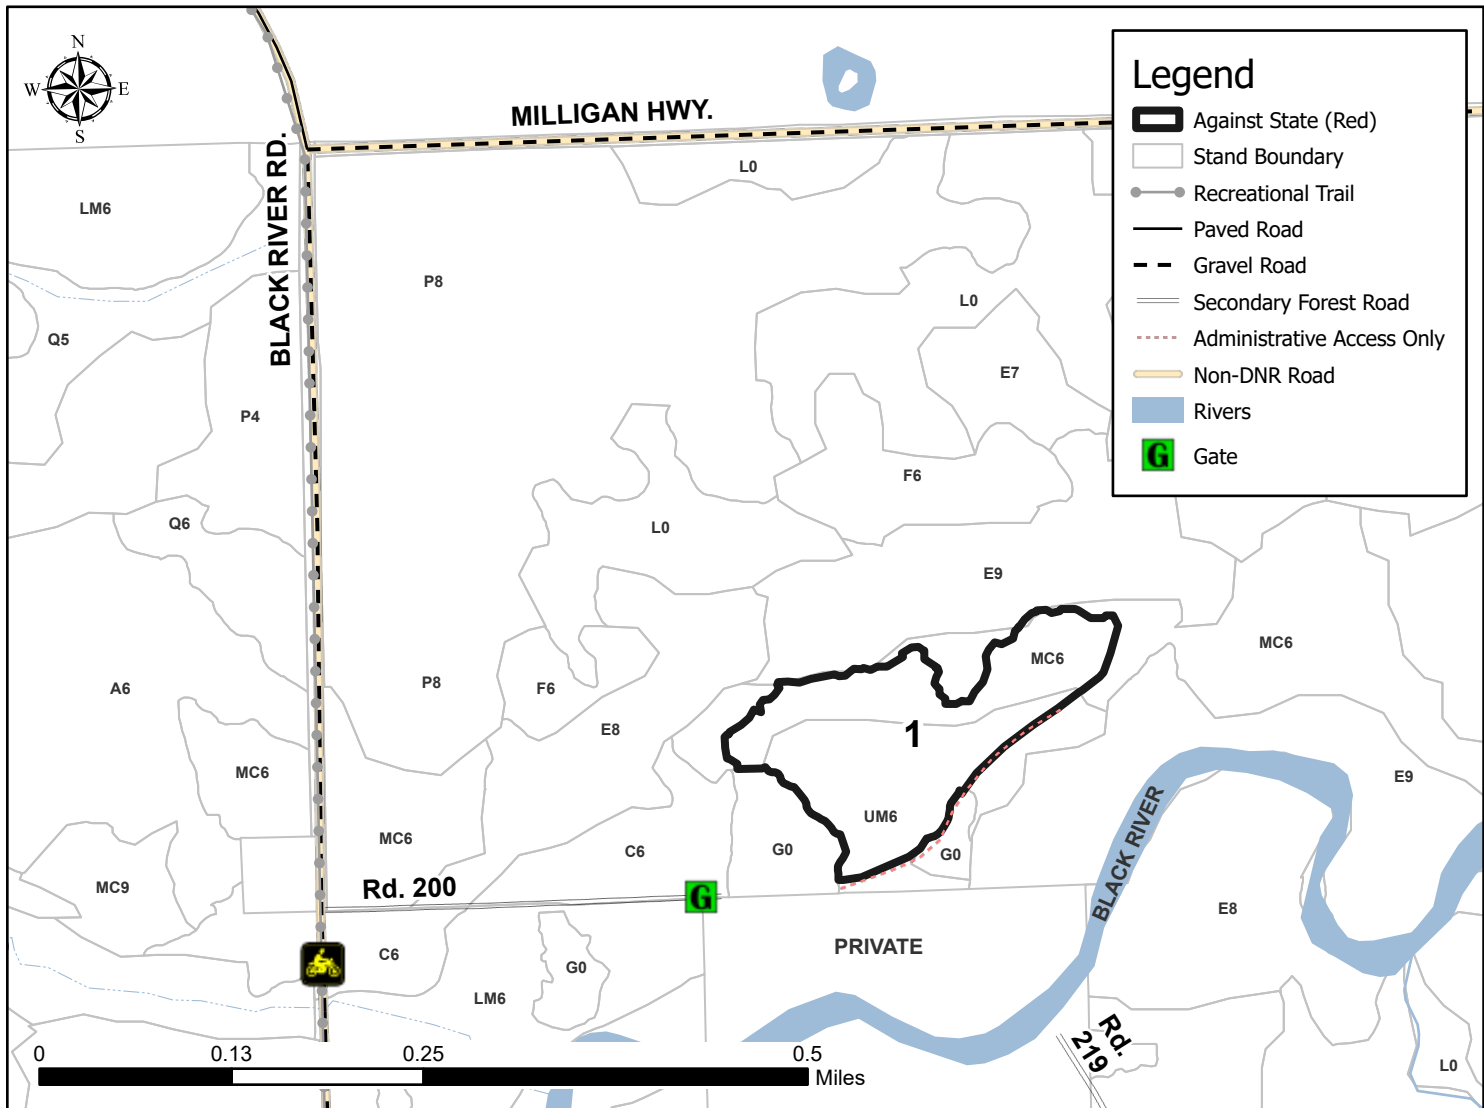 N
W E
S
MILLIGAN HWY.
BLACK RIVER RD.
Legend
Against State (Red)
Stand Boundary
Recreational Trail
Paved Road
Gravel Road
Secondary Forest Road
Administrative Access Only
Non-DNR Road
Rivers
G Gate
L0
LM6
P8
L0
Q5
E7
P4
F6
Q6
L0
E9
MC6
MC6
A6
P8
F6
E8
1
MC6
E9
UM6
MC6
C6
G0
G0
MC9
Rd. 200
G
BLACK RIVER
E8
PRIVATE
C6
G0
LM6
Rd.
219
L0
0 0.13 0.25 0.5
Miles